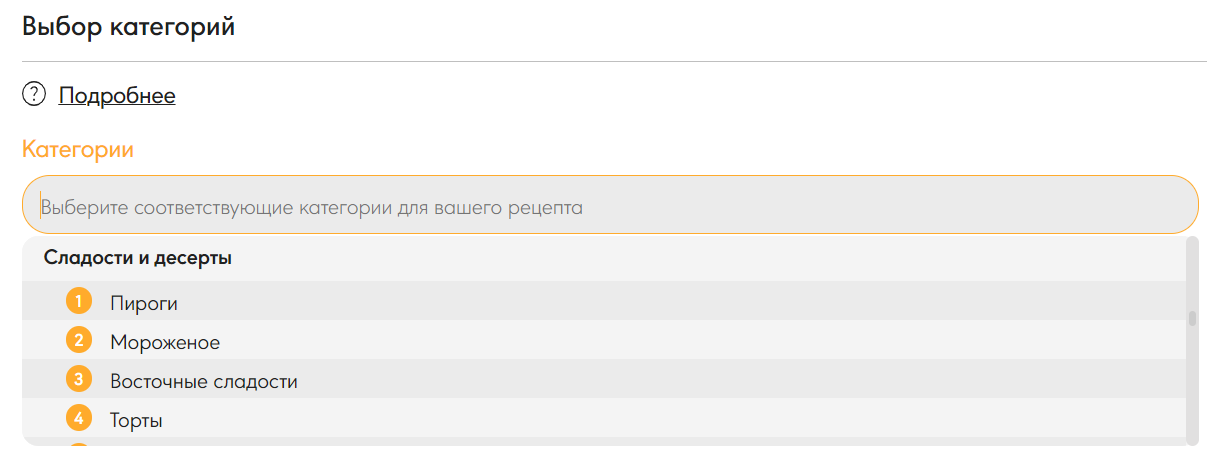 Выбор категорий
? Подробнее
Категории
Выберите соответствующие категории для вашего рецепта
Сладости и десерты
1 Пироги
2 Мороженое
3 Восточные сладости
4 Торты